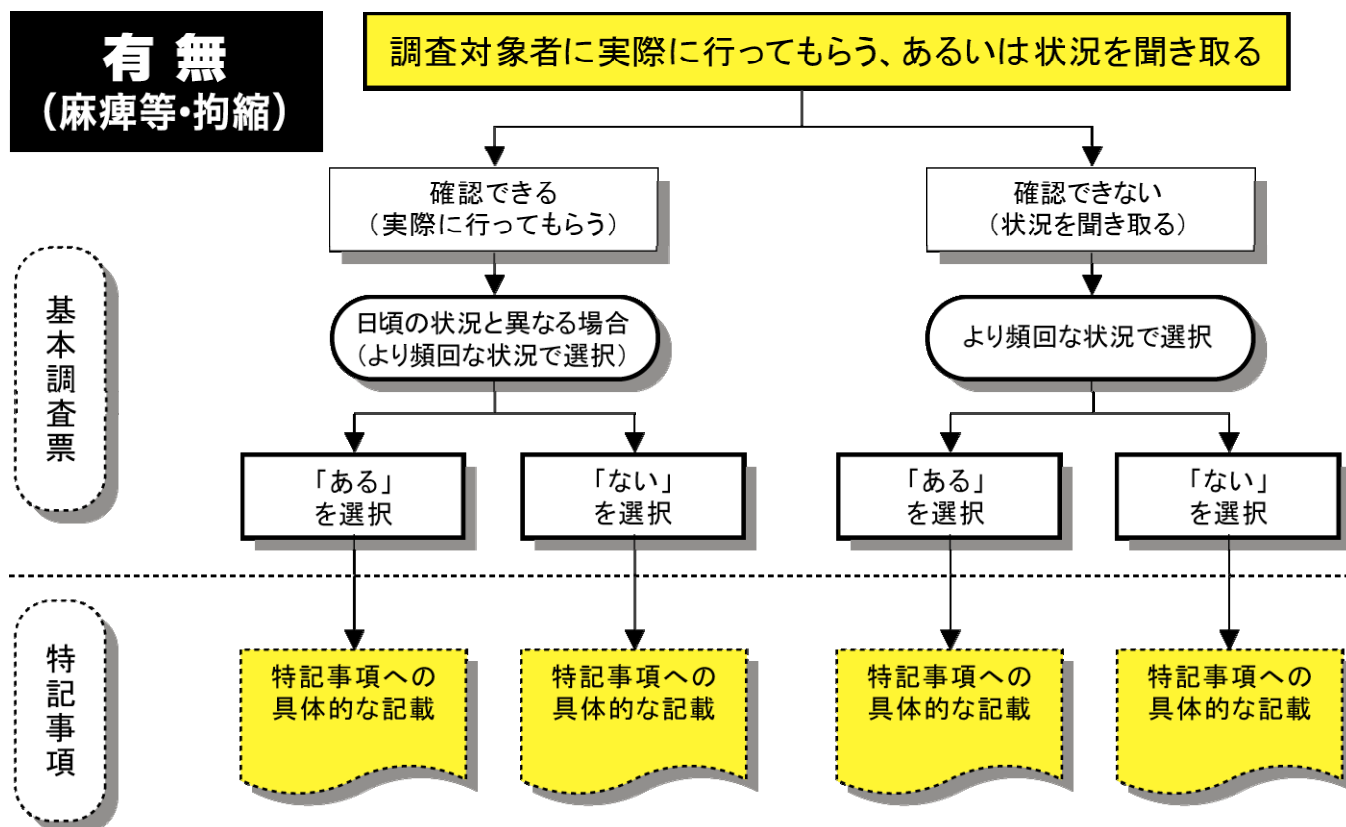 有無
（麻痺等・拘縮）
調査対象者に実際に行ってもらう、あるいは状況を聞き取る
確認できる
（実際に行ってもらう）
確認できない
（状況を聞き取る）
基本調査票
日頃の状況と異なる場合
（より頻回な状況で選択）
より頻回な状況で選択
「ある」
を選択
「ない」
を選択
「ある」
を選択
「ない」
を選択
特記事項
特記事項への
具体的な記載
特記事項への
具体的な記載
特記事項への
具体的な記載
特記事項への
具体的な記載